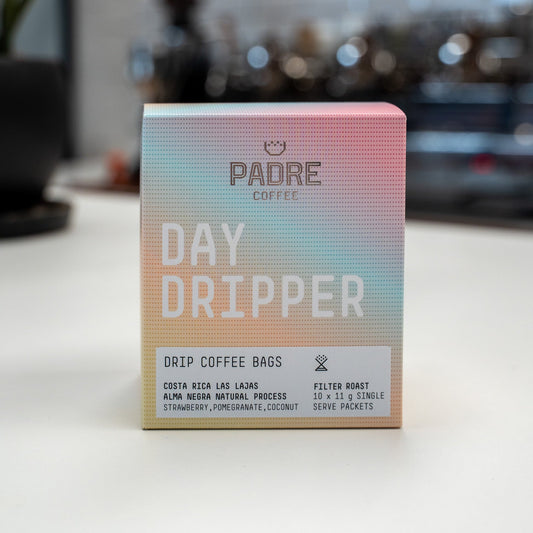 PADRE
COFFEE
DAY
DRIPPER
DRIP COFFEE BAGS
COSTA RICA LAS LAJAS
ALMA NEGRA NATURAL PROCESS
STRAWBERRY,POMEGRANATE,COCONUT
FILTER ROAST
10 x 11 g SINGLE
SERVE PACKETS